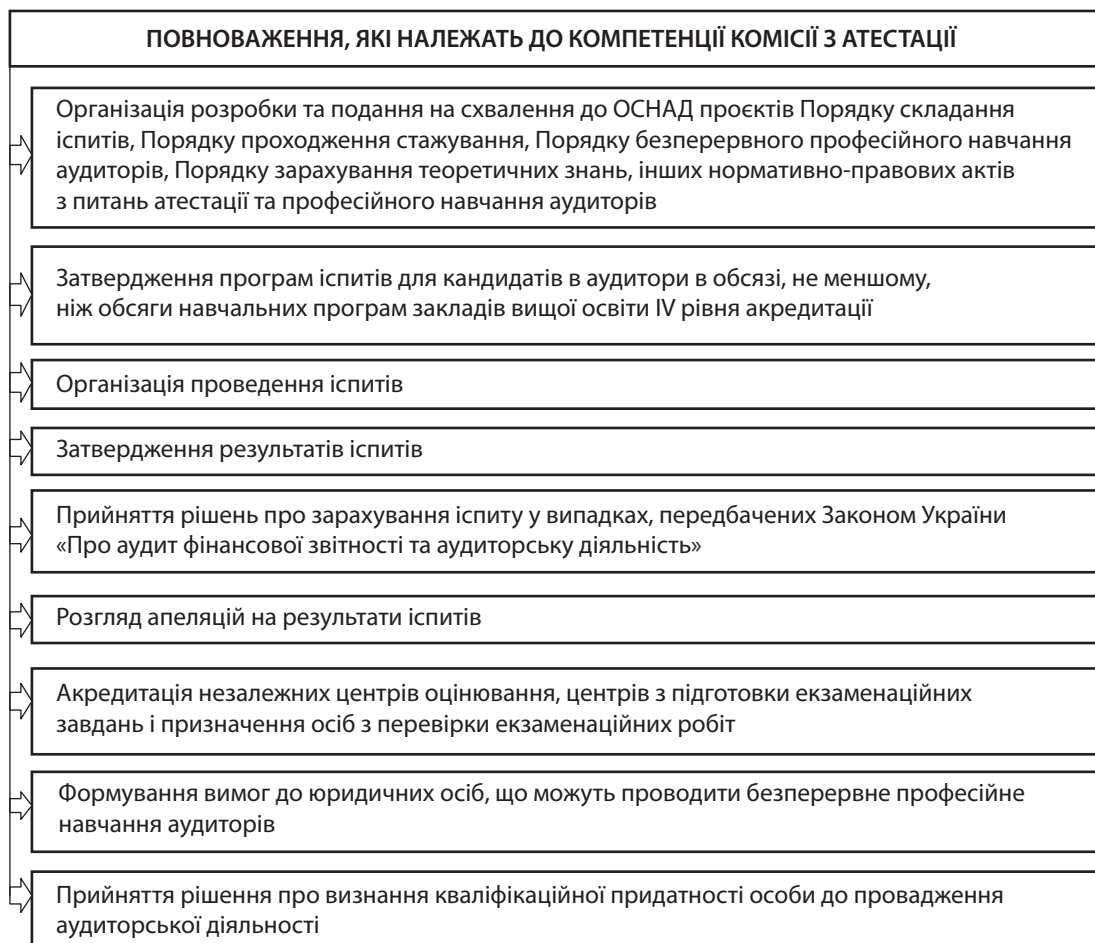 ПОВНОВАЖЕННЯ, ЯКІ НАЛЕЖАТЬ ДО КОМПЕТЕНЦІЇ КОМІСІЇ З АТЕСТАЦІЇ
Організація розробки та подання на схвалення до ОСНАД проєктів Порядку складання
іспитів, Порядку проходження стажування, Порядку безперервного професійного навчання
аудиторів, Порядку зарахування теоретичних знань, інших нормативно-правових актів
з питань атестації та професійного навчання аудиторів
Затвердження програм іспитів для кандидатів в аудитори в обсязі, не меншому,
ніж обсяги навчальних програм закладів вищої освіти IV рівня акредитації
Організація проведення іспитів
Затвердження результатів іспитів
Прийняття рішень про зарахування іспиту у випадках, передбачених Законом України
«Про аудит фінансової звітності та аудиторську діяльність»
Розгляд апеляцій на результати іспитів
Акредитація незалежних центрів оцінювання, центрів з підготовки екзаменаційних
завдань і призначення осіб з перевірки екзаменаційних робіт
Формування вимог до юридичних осіб, що можуть проводити безперервне професійне
навчання аудиторів
Прийняття рішення про визнання кваліфікаційної придатності особи до провадження
аудиторської діяльності